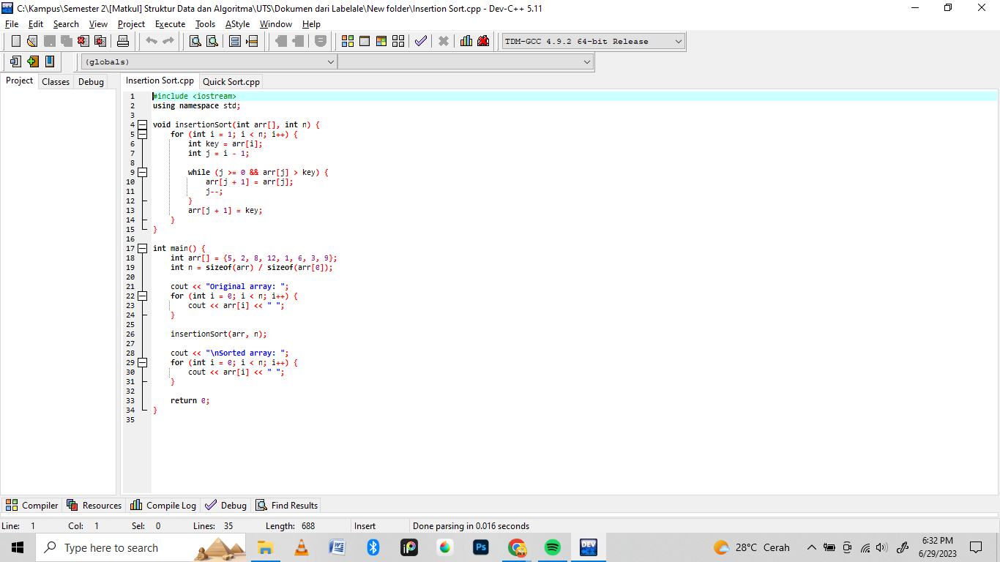 C:\Kampus\Semester 2\[Matkul] Struktur Data dan Algoritma\UTS\Dokumen dari Labelale\New folder\Insertion Sort.cpp - Dev-C++ 5.11
File Edit Search View Project Execute Tools AStyle Window Help
TDM-GCC 4.9.2 64-bit Release
(globals)
Project Classes Debug
Insertion Sort.cpp Quick Sort.cpp
1 #include <iostream>
2 using namespace std;
3
4 void insertionSort(int arr[], int n) {
5     for (int i = 1; i < n; i++) {
6         int key = arr[i];
7         int j = i - 1;
8
9         while (j >= 0 && arr[j] > key) {
10             arr[j + 1] = arr[j];
11             j--;
12         }
13         arr[j + 1] = key;
14     }
15 }
16
17 int main() {
18     int arr[] = {5, 2, 8, 12, 1, 6, 3, 9};
19     int n = sizeof(arr) / sizeof(arr[0]);
20
21     cout << "Original array: ";
22     for (int i = 0; i < n; i++) {
23         cout << arr[i] << " ";
24     }
25
26     insertionSort(arr, n);
27
28     cout << "\nSorted array: ";
29     for (int i = 0; i < n; i++) {
30         cout << arr[i] << " ";
31     }
32
33     return 0;
34 }
35
Compiler Resources Compile Log Debug Find Results
Line: 1 Col: 1 Sel: 0 Lines: 35 Length: 688 Insert Done parsing in 0.016 seconds
Type here to search
iP
Ps
DEV
28°C Cerah
6:32 PM
6/29/2023